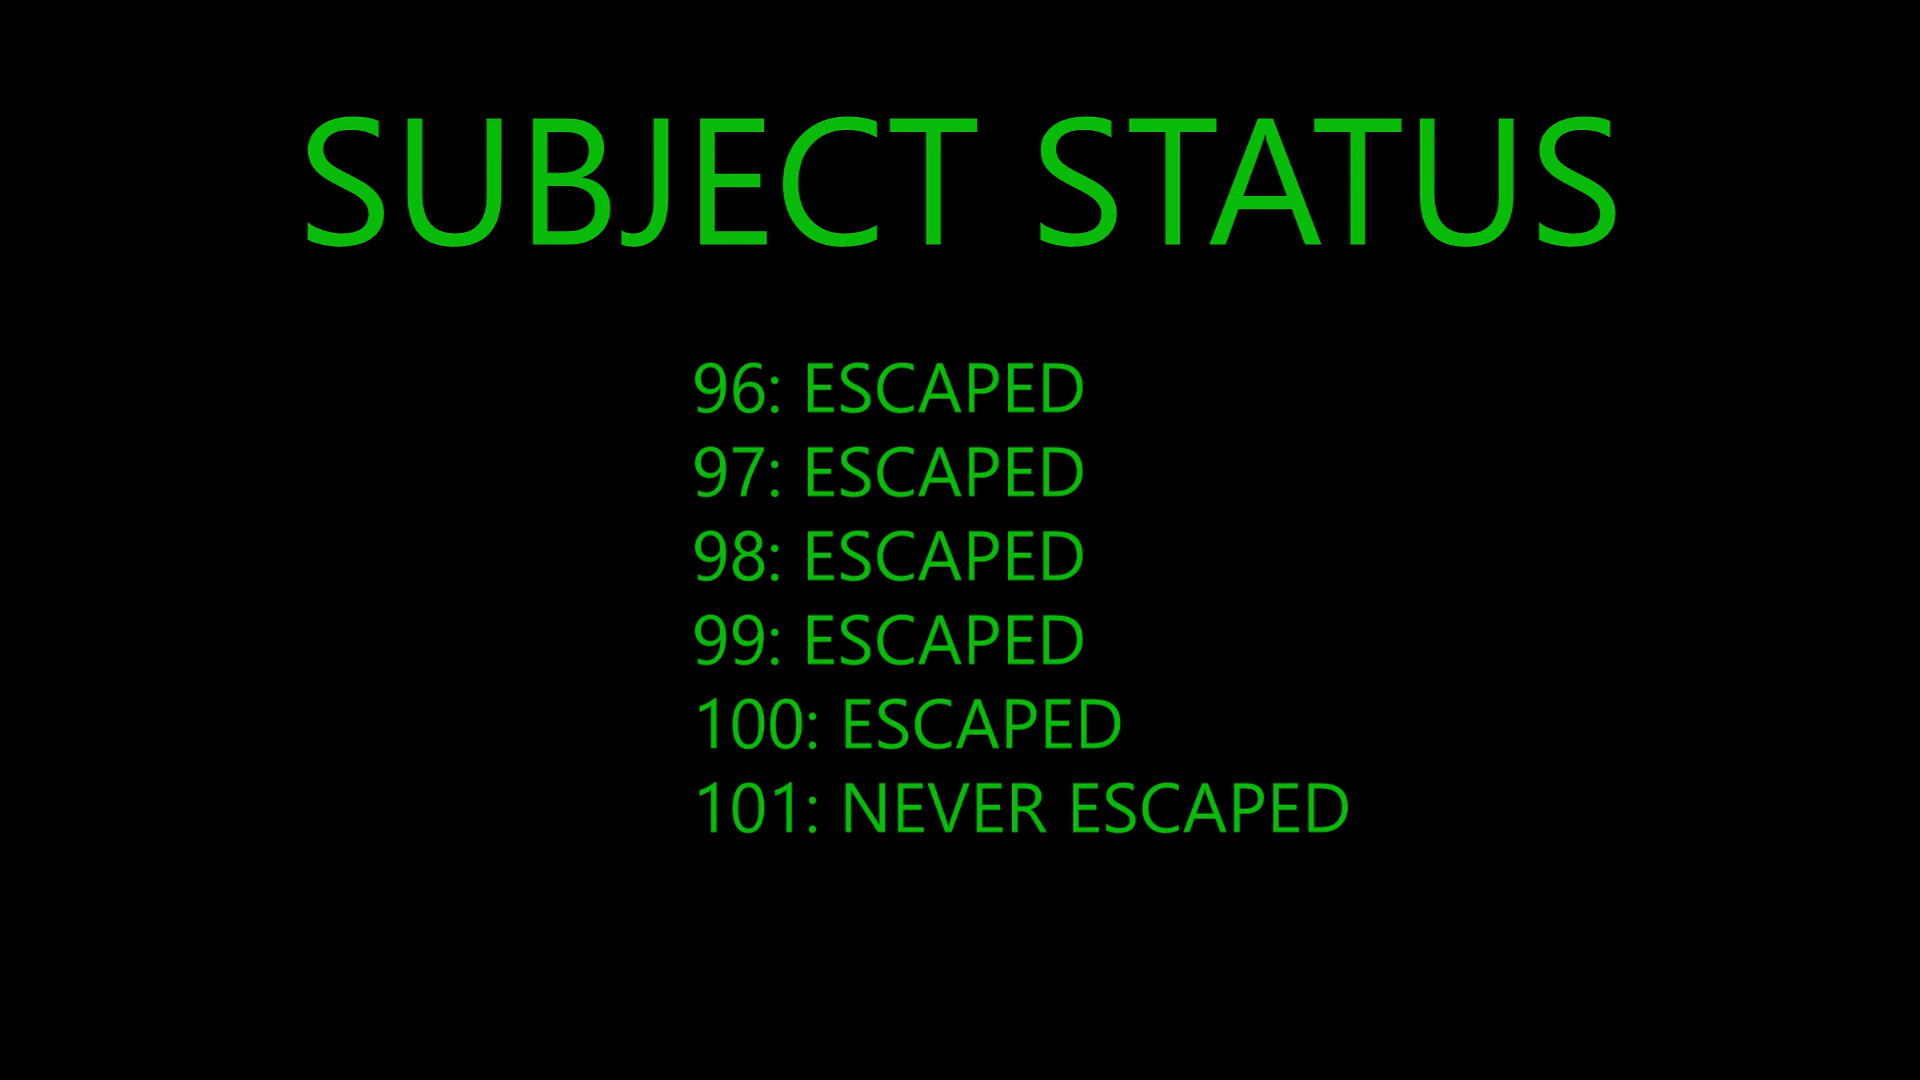 SUBJECT STATUS
96: ESCAPED
97: ESCAPED
98: ESCAPED
99: ESCAPED
100: ESCAPED
101: NEVER ESCAPED